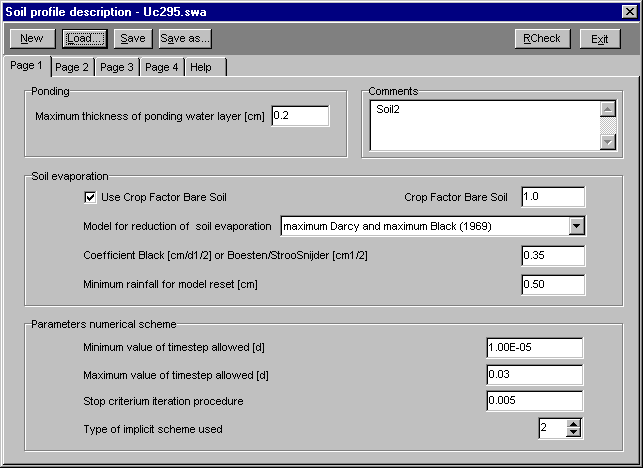 Soil profile description - Uc295.swa
New Load... Save Save as... RCheck Exit
Page 1 Page 2 Page 3 Page 4 Help
Ponding
Maximum thickness of ponding water layer [cm] 0.2
Comments
Soil2
Soil evaporation
Use Crop Factor Bare Soil Crop Factor Bare Soil 1.0
Model for reduction of soil evaporation maximum Darcy and maximum Black (1969)
Coefficient Black [cm/d1/2] or Boesten/StrooSnijder [cm1/2] 0.35
Minimum rainfall for model reset [cm] 0.50
Parameters numerical scheme
Minimum value of timestep allowed [d] 1.00E-05
Maximum value of timestep allowed [d] 0.03
Stop criterium iteration procedure 0.005
Type of implicit scheme used 2